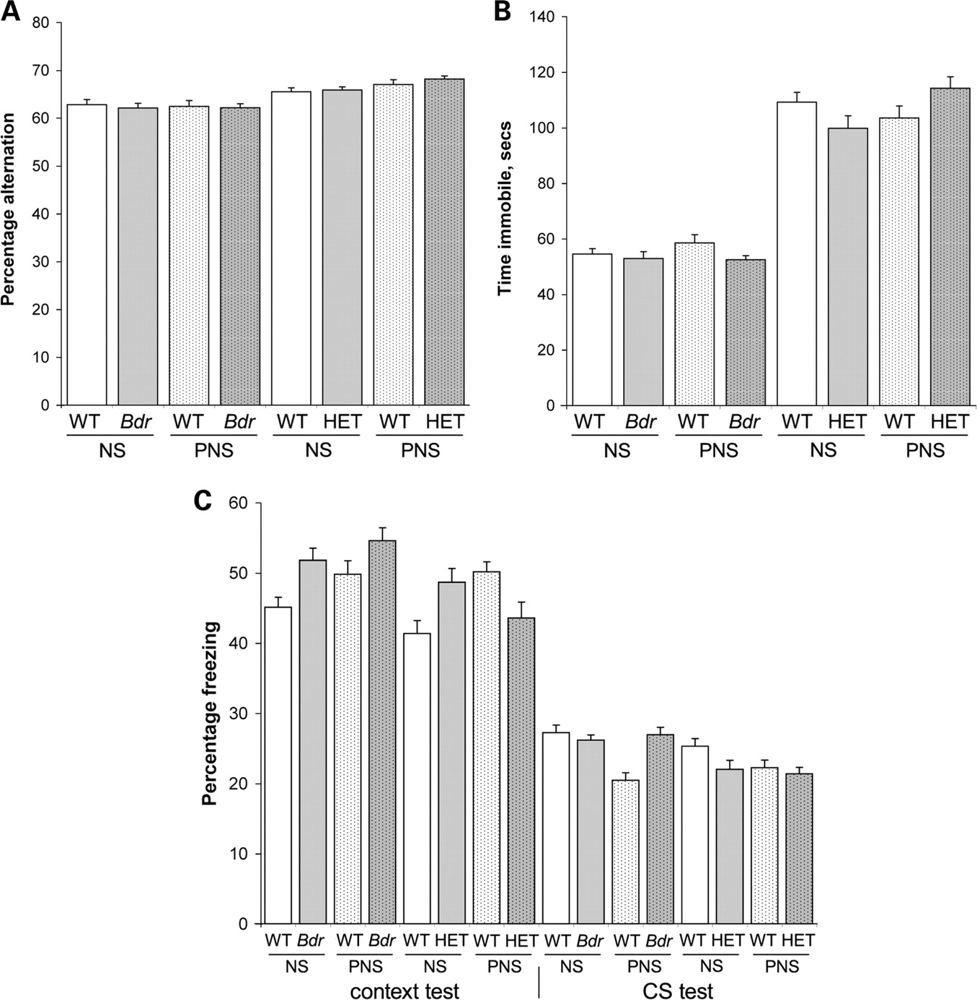 A
Percentage alternation
80
70
60
50
40
30
20
10
0
WT Bdr WT Bdr WT HET WT HET
NS PNS NS PNS
B
Time immobile, secs
140
120
100
80
60
40
20
0
WT Bdr WT Bdr WT HET WT HET
NS PNS NS PNS
C
Percentage freezing
60
50
40
30
20
10
0
WT Bdr WT Bdr WT HET WT HET WT Bdr WT Bdr WT HET WT HET
NS PNS NS PNS NS PNS NS PNS
context test CS test